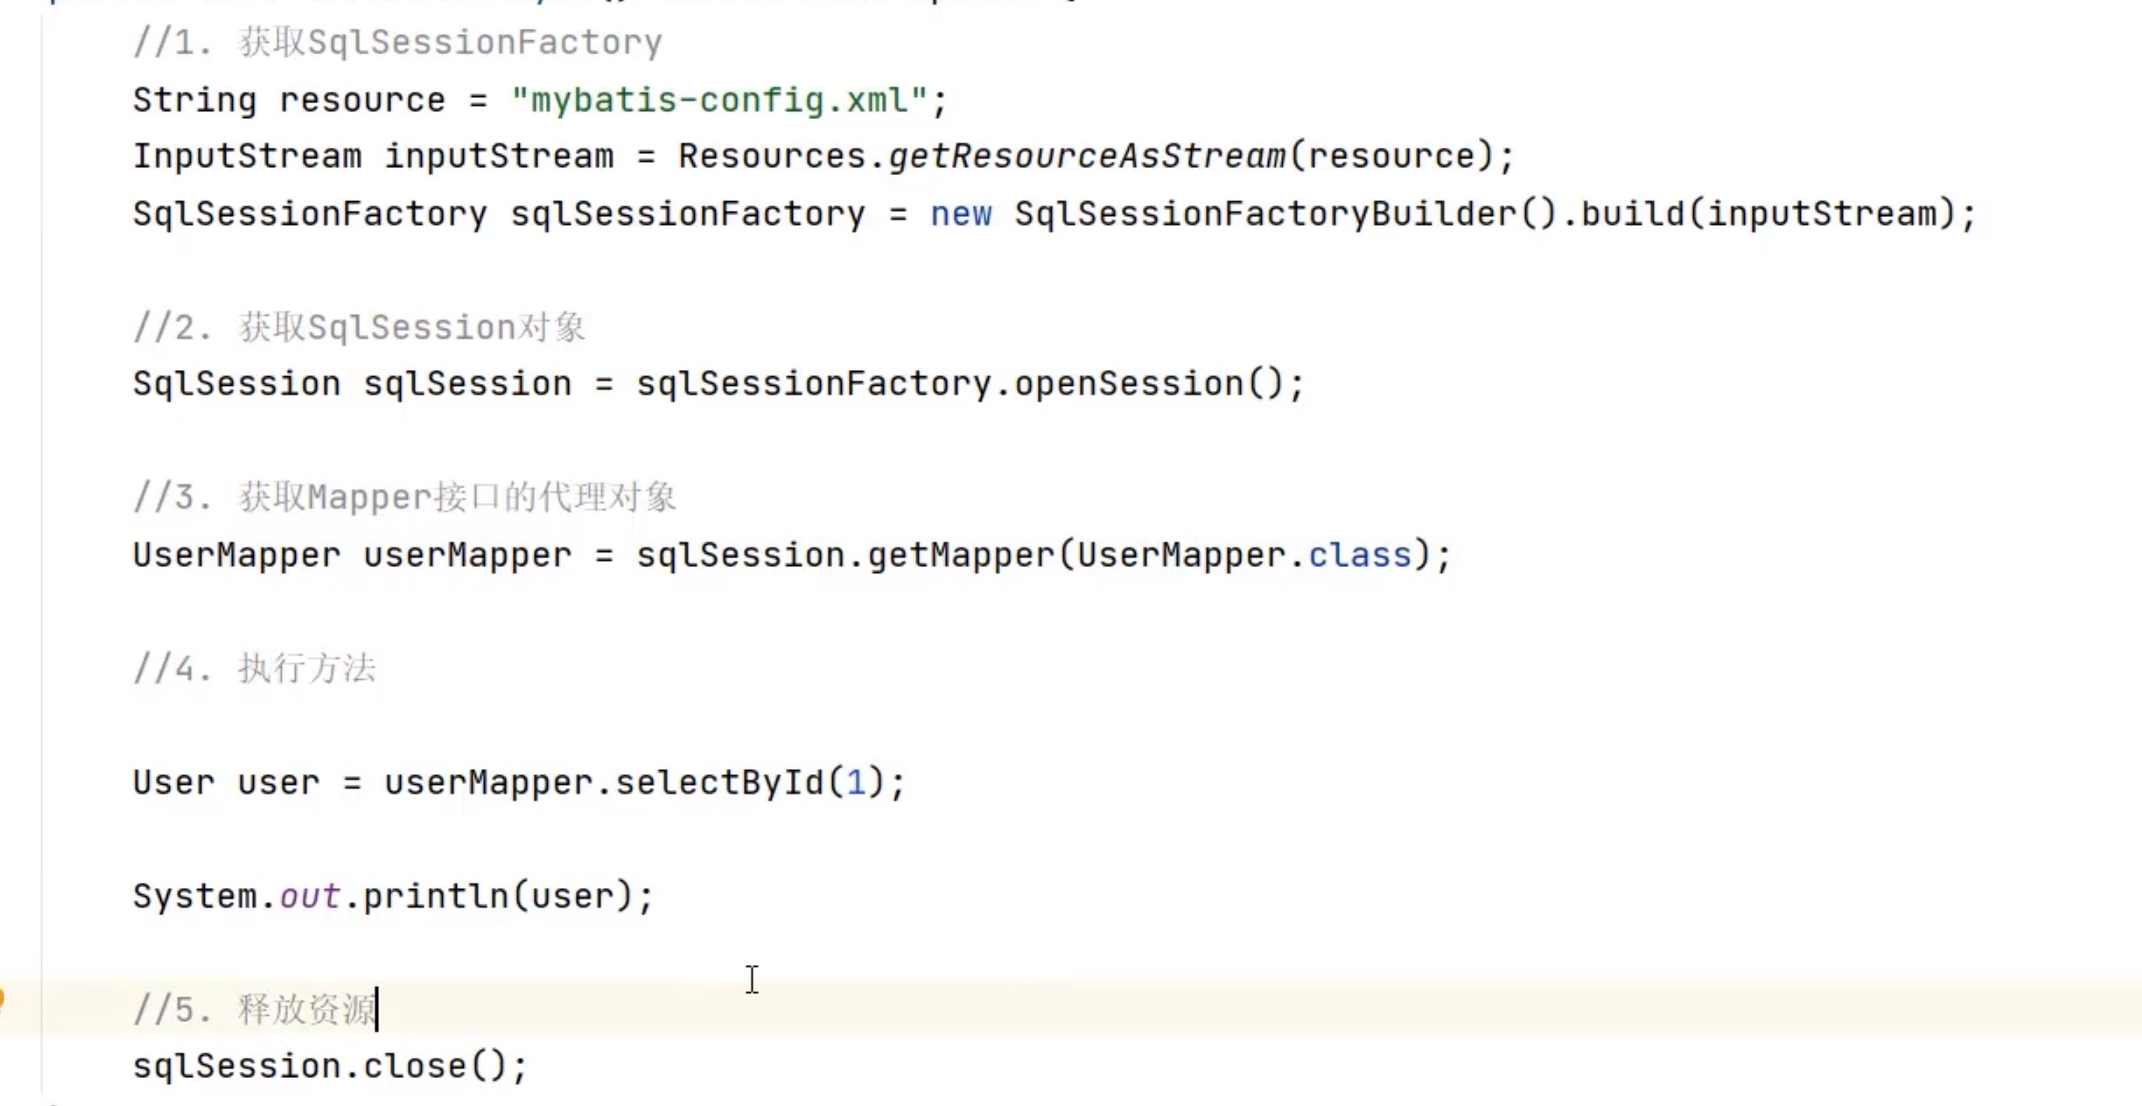 //1. 获取SqlSessionFactory
String resource = "mybatis-config.xml";
InputStream inputStream = Resources.getResourceAsStream(resource);
SqlSessionFactory sqlSessionFactory = new SqlSessionFactoryBuilder().build(inputStream);
//2. 获取SqlSession对象
SqlSession sqlSession = sqlSessionFactory.openSession();
//3. 获取Mapper接口的代理对象
UserMapper userMapper = sqlSession.getMapper(UserMapper.class);
//4. 执行方法
User user = userMapper.selectById(1);
System.out.println(user);
//5. 释放资源
sqlSession.close();